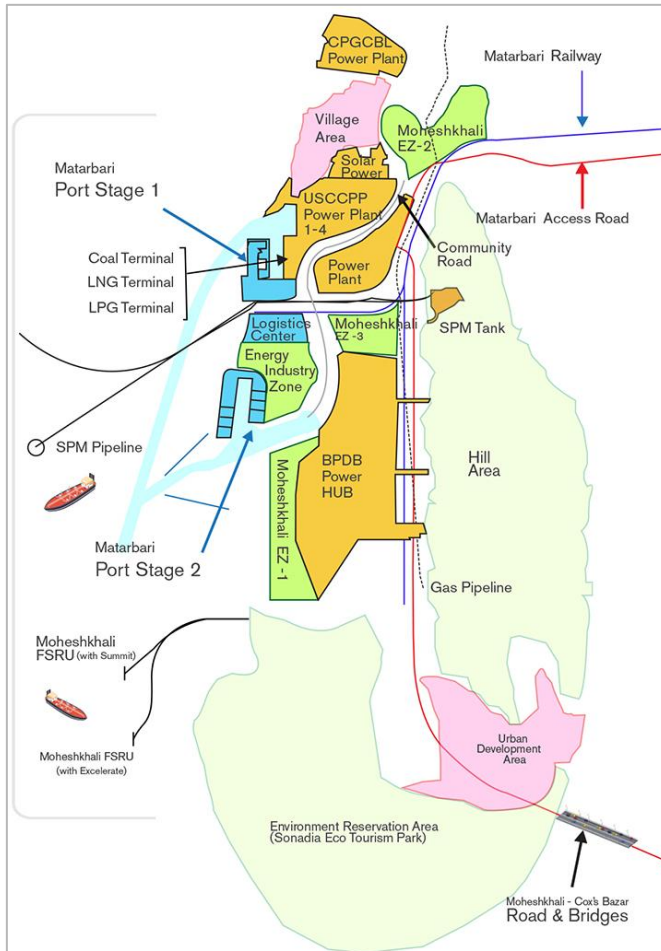 CPGCBL
Power Plant
Matarbari Railway
Village
Area
Moheshkhali
EZ-2
Solar
Power
Matarbari
Port Stage 1
USCCPP
Power Plant
1-4
Matarbari Access Road
Coal Terminal
LNG Terminal
LPG Terminal
Power
Plant
Community
Road
Logistics
Center
Moheshkhali
EZ -3
SPM Tank
Energy
Industry
Zone
SPM Pipeline
BPDB
Power
HUB
Hill
Area
Moheshkhali EZ -1
Matarbari
Port Stage 2
Gas Pipeline
Moheshkhali
FSRU (with Summit)
Moheshkhali FSRU
(with Excelerate)
Urban
Development
Area
Environment Reservation Area
(Sonadia Eco Tourism Park)
Moheshkhali - Cox's Bazar
Road & Bridges